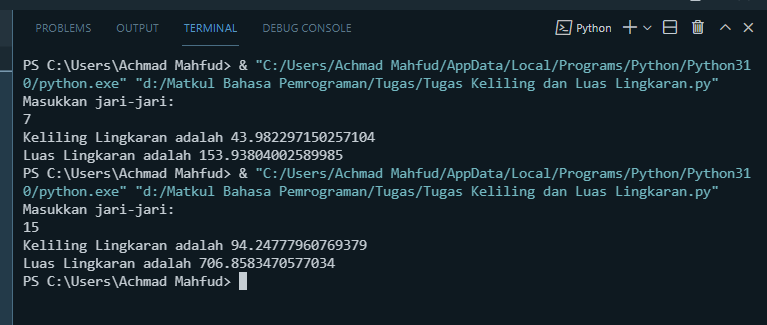 PROBLEMS OUTPUT TERMINAL DEBUG CONSOLE Python
PS C:\Users\Achmad Mahfud> & "C:/Users/Achmad Mahfud/AppData/Local/Programs/Python/Python31
0/python.exe" "d:/Matkul Bahasa Pemrograman/Tugas/Tugas Keliling dan Luas Lingkaran.py"
Masukkan jari-jari:
7
Keliling Lingkaran adalah 43.982297150257104
Luas Lingkaran adalah 153.93804002589985
PS C:\Users\Achmad Mahfud> & "C:/Users/Achmad Mahfud/AppData/Local/Programs/Python/Python31
0/python.exe" "d:/Matkul Bahasa Pemrograman/Tugas/Tugas Keliling dan Luas Lingkaran.py"
Masukkan jari-jari:
15
Keliling Lingkaran adalah 94.24777960769379
Luas Lingkaran adalah 706.8583470577034
PS C:\Users\Achmad Mahfud>